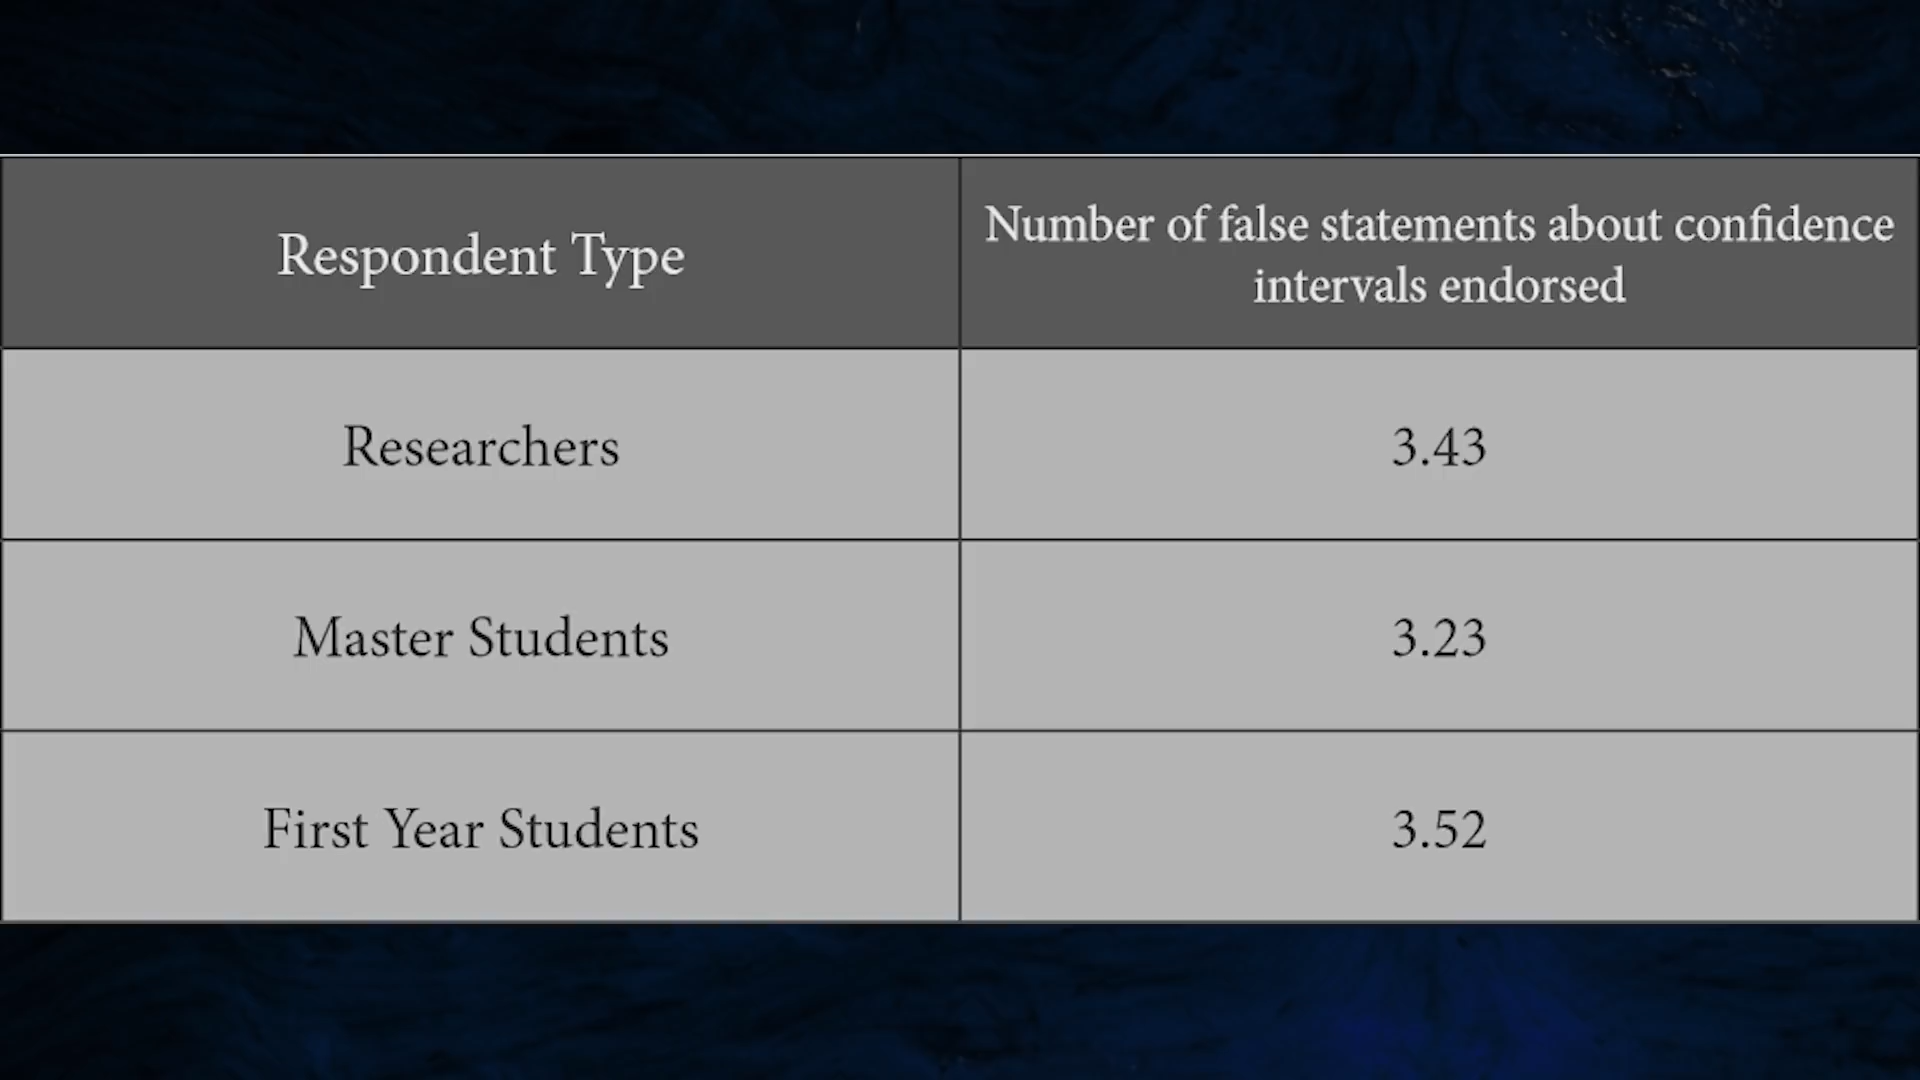 Respondent Type
Number of false statements about confidence
intervals endorsed
Researchers
3.43
Master Students
3.23
First Year Students
3.52